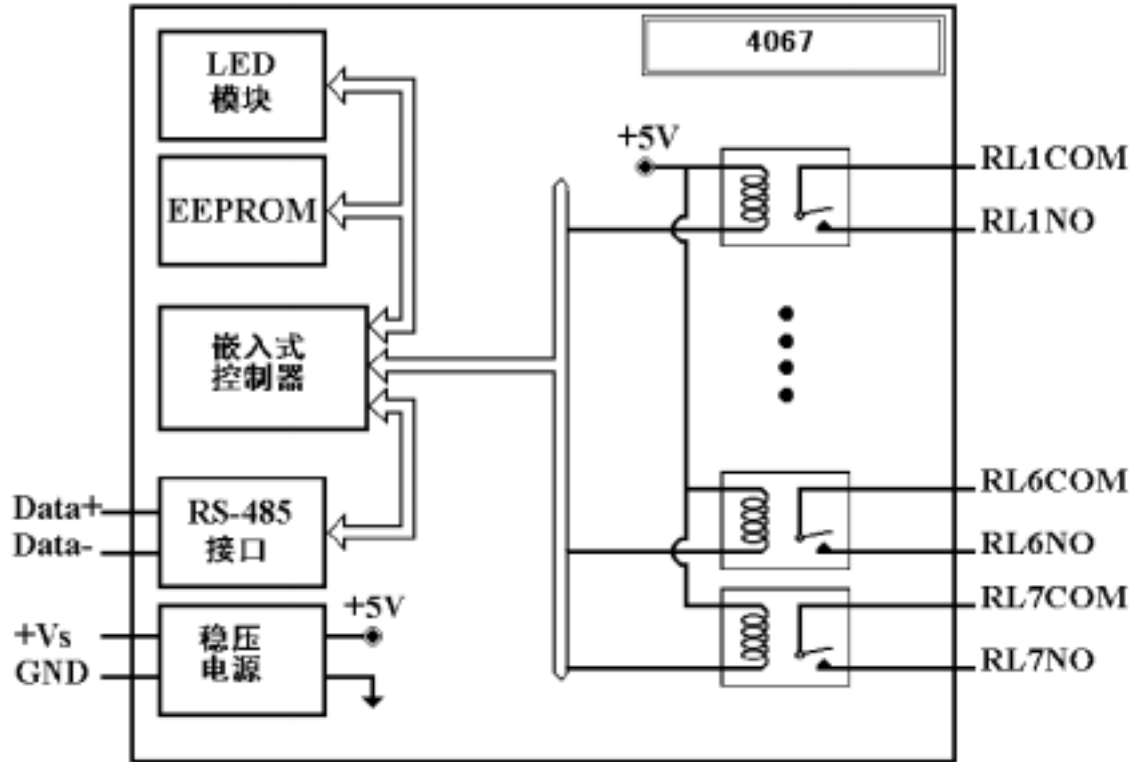 4067
LED
模块
EEPROM
嵌入式
控制器
RS-485
接口
稳压
电源
Data+
Data-
+Vs
GND
+5V
+5V
RL1COM
RL1NO
RL6COM
RL6NO
RL7COM
RL7NO